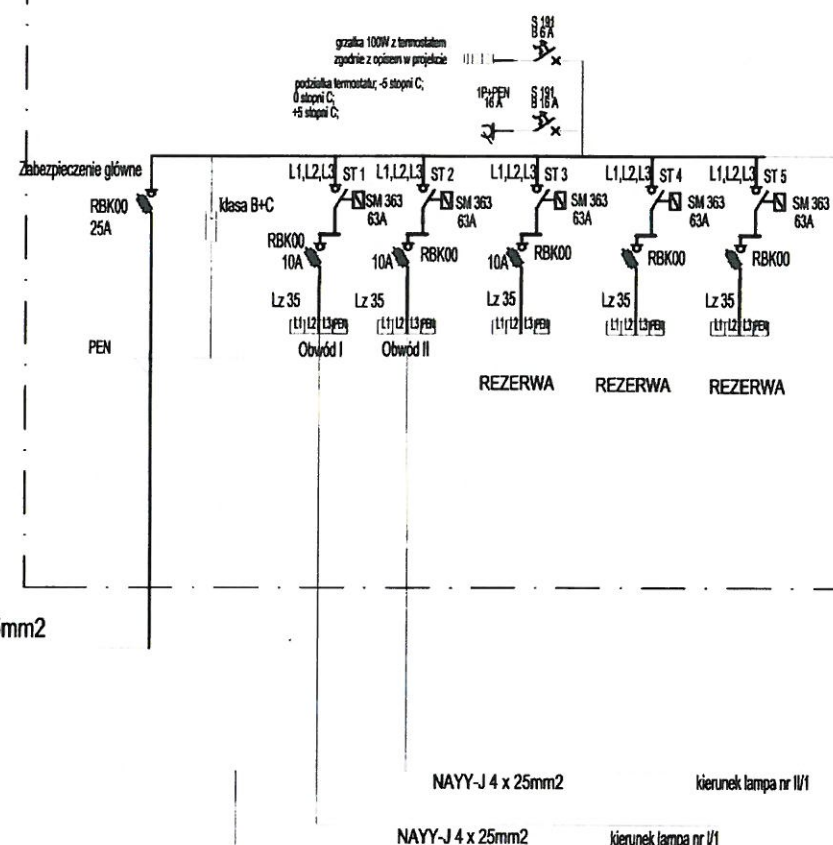 S 191
B 6 A
grzałka 100W z termostatem
zgodnie z opisem w projekcie
podziałka termostatu; -5 stopni C;
0 stopni C;
+5 stopni C;
1P+PEN
16 A
S 191
B 16 A
Zabezpieczenie główne
L1,L2,L3 ST 1
L1,L2,L3 ST 2
L1,L2,L3 ST 3
L1,L2,L3 ST 4
L1,L2,L3 ST 5
RBK00
25A
klasa B+C
SM 363
63A
SM 363
63A
SM 363
63A
SM 363
63A
SM 363
63A
RBK00
10A
10A RBK00
RBK00
RBK00
RBK00
Lz 35
Lz 35
Lz 35
Lz 35
Lz 35
L1 L2 L3 PEN
L1 L2 L3 PEN
L1 L2 L3 PEN
L1 L2 L3 PEN
L1 L2 L3 PEN
PEN
Obwód I
Obwód II
REZERWA
REZERWA
REZERWA
mm2
NAYY-J 4 x 25mm2
kierunek lampa nr II/1
NAYY-J 4 x 25mm2
kierunek lampa nr I/1